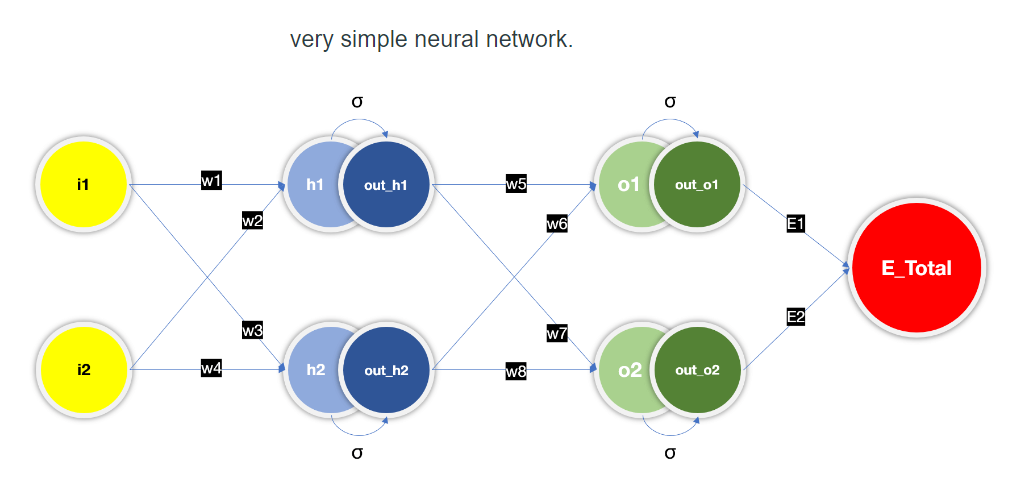 very simple neural network.
σ σ
i1 w1 h1 out_h1 w5 o1 out_o1
w2 w6 E1
E_Total
w3 w7 E2
i2 w4 h2 out_h2 w8 o2 out_o2
σ σ